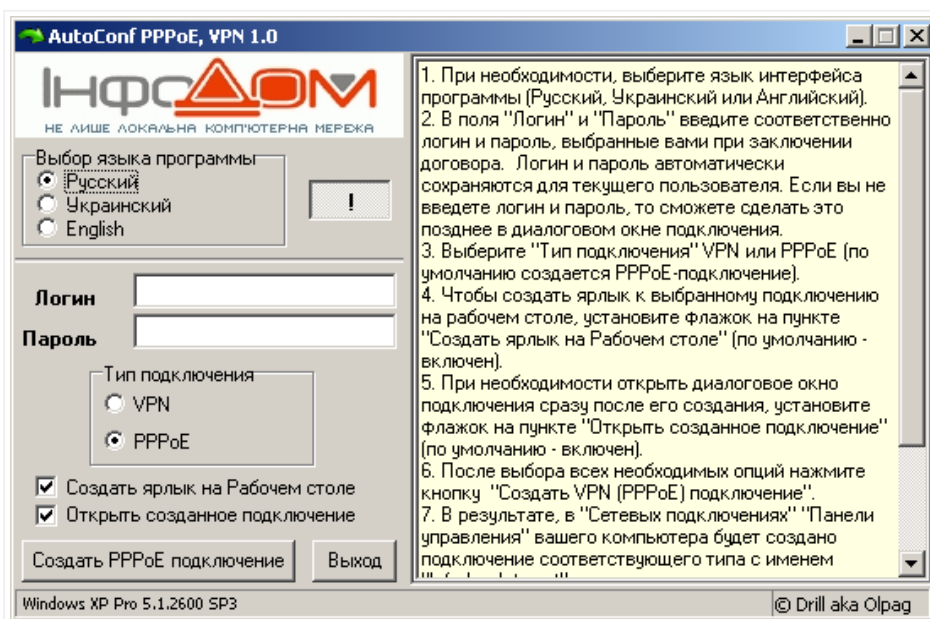 AutoConf PPPoE, VPN 1.0
ІнфоДОМ
НЕ ЛИШЕ ЛОКАЛЬНА КОМП'ЮТЕРНА МЕРЕЖА
Выбор языка программы
Русский
Украинский
English
!
Логин
Пароль
Тип подключения
VPN
PPPoE
Создать ярлык на Рабочем столе
Открыть созданное подключение
Создать PPPoE подключение
Выход
1. При необходимости, выберите язык интерфейса
программы (Русский, Украинский или Английский).
2. В поля "Логин" и "Пароль" введите соответственно
логин и пароль, выбранные вами при заключении
договора.  Логин и пароль автоматически
сохраняются для текущего пользователя. Если вы не
введете логин и пароль, то сможете сделать это
позднее в диалоговом окне подключения.
3. Выберите "Тип подключения" VPN или PPPoE (по
умолчанию создается PPPoE-подключение).
4. Чтобы создать ярлык к выбранному подключению
на рабочем столе, установите флажок на пункте
"Создать ярлык на Рабочем столе" (по умолчанию -
включен).
5. При необходимости открыть диалоговое окно
подключения сразу после его создания, установите
флажок на пункте "Открыть созданное подключение"
(по умолчанию - включен).
6. После выбора всех необходимых опций нажмите
кнопку  "Создать VPN (PPPoE) подключение".
7. В результате, в "Сетевых подключениях" "Панели
управления" вашего компьютера будет создано
подключение соответствующего типа с именем
Windows XP Pro 5.1.2600 SP3
© Drill aka Olpag